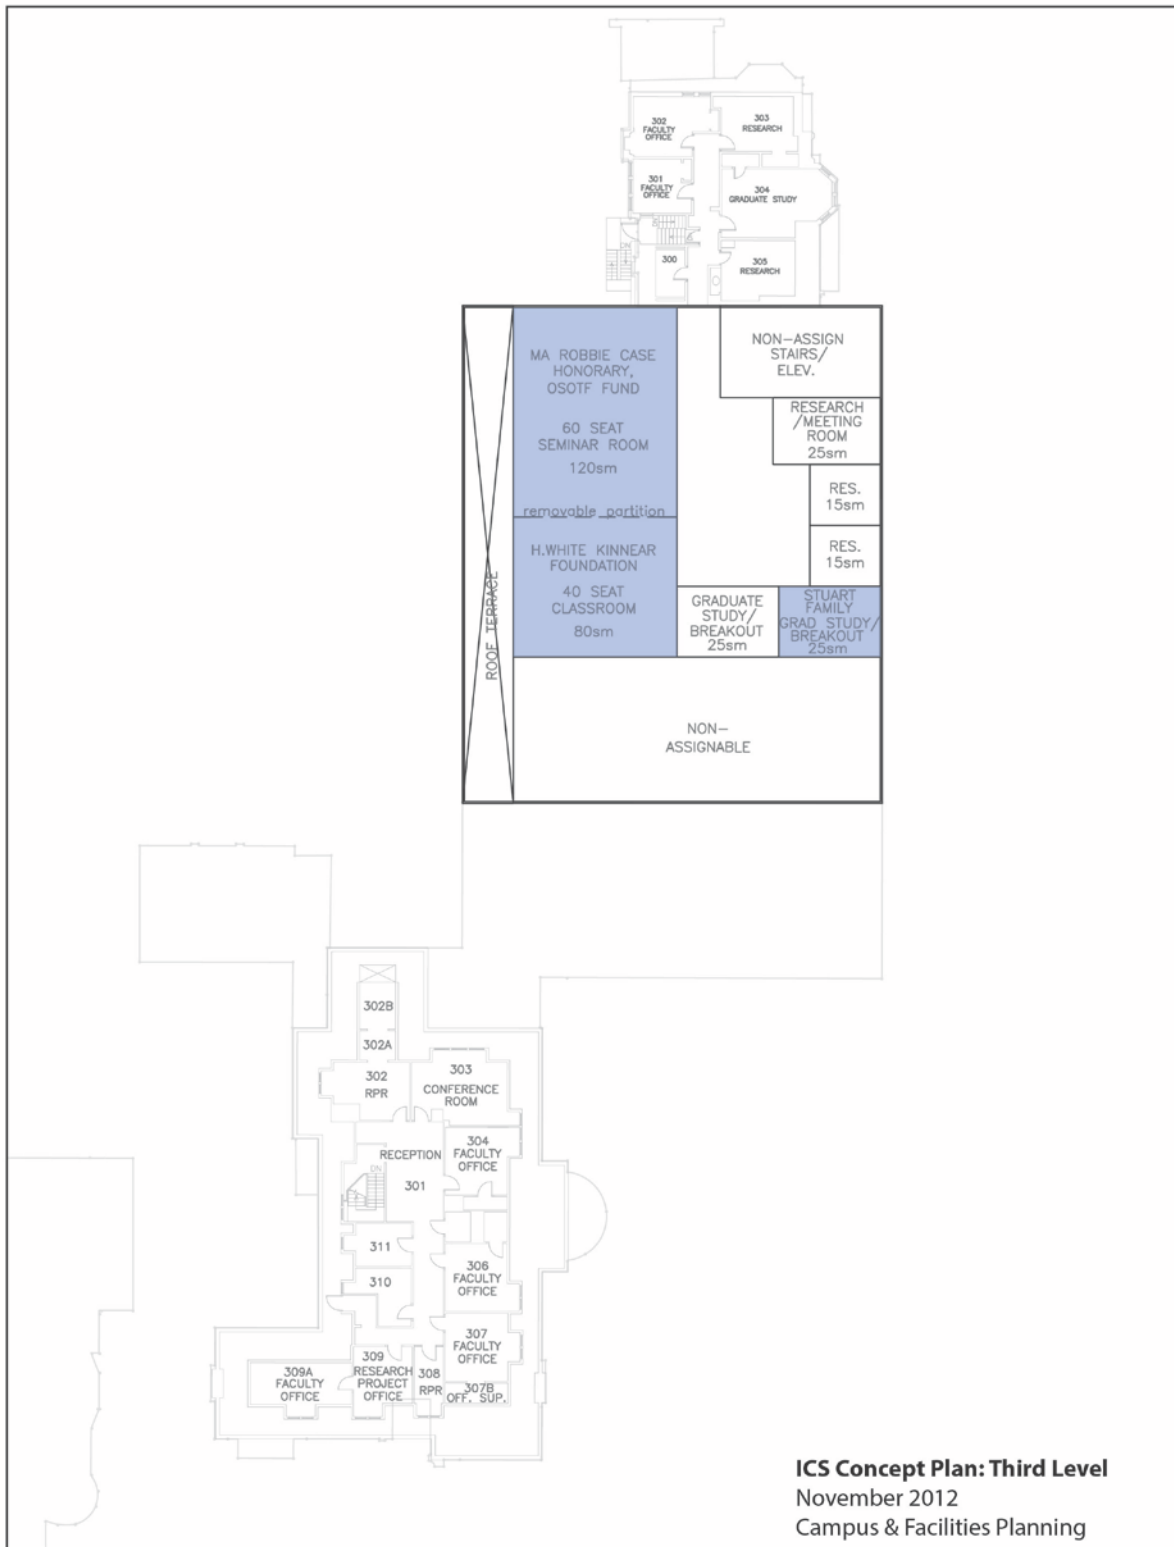 302
FACULTY
OFFICE
303
RESEARCH
301
FACULTY
OFFICE
304
GRADUATE STUDY
DN
300
305
RESEARCH
MA ROBBIE CASE
HONORARY,
OSOTF FUND
60 SEAT
SEMINAR ROOM
120sm
removable partition
H.WHITE KINNEAR
FOUNDATION
40 SEAT
CLASSROOM
80sm
ROOF TERRACE
NON-ASSIGN
STAIRS/
ELEV.
RESEARCH
/MEETING
ROOM
25sm
RES.
15sm
RES.
15sm
GRADUATE
STUDY/
BREAKOUT
25sm
STUART
FAMILY
GRAD STUDY/
BREAKOUT
25sm
NON-
ASSIGNABLE
302B
302A
302
RPR
303
CONFERENCE
ROOM
RECEPTION
301
DN
304
FACULTY
OFFICE
311
310
306
FACULTY
OFFICE
307
FACULTY
OFFICE
309A
FACULTY
OFFICE
309
RESEARCH
PROJECT
OFFICE
308
RPR
307B
OFF. SUP.
ICS Concept Plan: Third Level
November 2012
Campus & Facilities Planning